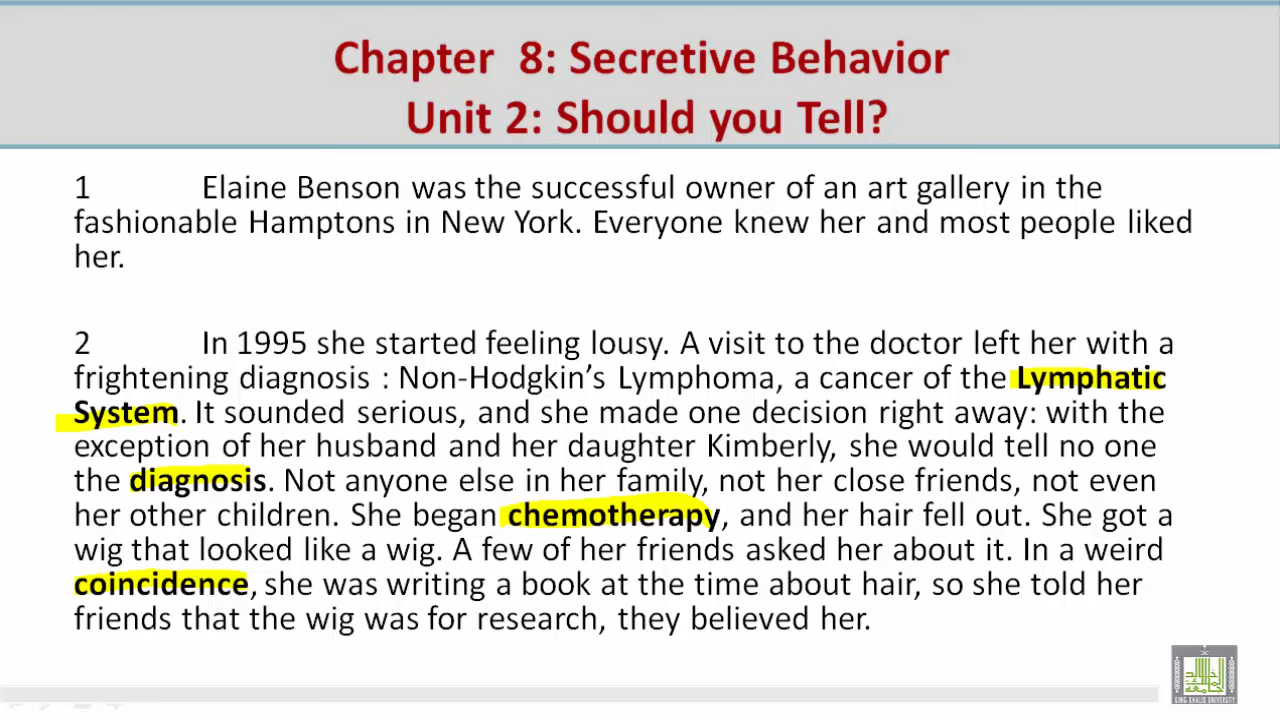 Chapter 8: Secretive Behavior
Unit 2: Should you Tell?
1 Elaine Benson was the successful owner of an art gallery in the
fashionable Hamptons in New York. Everyone knew her and most people liked
her.
2 In 1995 she started feeling lousy. A visit to the doctor left her with a
frightening diagnosis : Non-Hodgkin’s Lymphoma, a cancer of the Lymphatic
System. It sounded serious, and she made one decision right away: with the
exception of her husband and her daughter Kimberly, she would tell no one
the diagnosis. Not anyone else in her family, not her close friends, not even
her other children. She began chemotherapy, and her hair fell out. She got a
wig that looked like a wig. A few of her friends asked her about it. In a weird
coincidence, she was writing a book at the time about hair, so she told her
friends that the wig was for research, they believed her.
KING KHALID UNIVERSITY